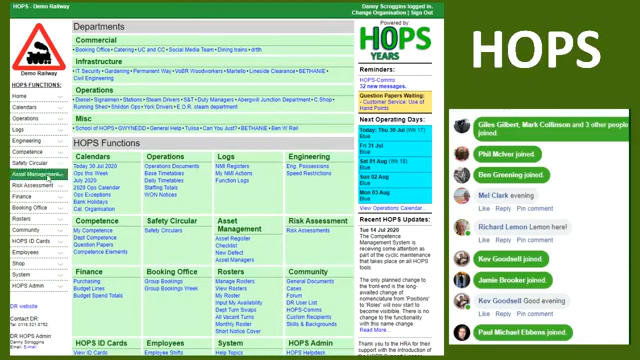 HOPS - Demo Railway
Danny Scroggins logged in.
Change Organisation | Sign Out
Demo Railway
HOPS FUNCTIONS:
Home
Calendars
Operations
Logs
Engineering
Competence
Safety Circular
Asset Management
Risk Assessment
Finance
Booking Office
Rosters
Community
HOPS ID Cards
Employees
Shop
System
HOPS Admin
DR website
Contact DR:
Tel: 0118 321 8752
Email: E-mail
Departments
Commercial
• Booking Office • Catering • UC and CC • Social Media Team • Dining trains • drtth
Infrastructure
• IT Security • Gardening • Permanent Way • VoBR Woodworkers • Martello • Lineside Clearance • BETHANIE •
Civil Engineering
Operations
• Diesel • Signalmen • Stations • Steam Drivers • S&T • Duty Managers • Abergwili Junction Department • C.Shop •
Running Shed • Sheldon Ops • York Drivers • E.O.R. steam department
Misc
• School of HOPS • GWYNEDD • General Help • Tulsa • Can You Just? • BETHANIE • Ben W Rail
HOPS Functions
Calendars
Today 30 Jul 2020
Ops this Week
July 2020
2020 Ops Calendar
Ops Exceptions
Bank Holidays
Cal. Organisation
Operations
Operations Documents
Base Timetables
Daily Timetables
Staffing Totals
WON Notices
Logs
NMI Registers
My NMI Actions
Function Logs
Engineering
Eng. Possessions
Speed Restrictions
Competence
My Competence
Dept Competence
Question Papers
Competence Elements
Safety Circular
Safety Circulars
Asset
Management
Asset Register
Checklist
New Defect
Asset Defects
Risk Assessment
Risk Assessments
Finance
Purchasing
Budget Lines
Budget Spend Totals
Booking Office
Group Bookings
Group Bookings Week
Rosters
Manage Rosters
View Rosters
My Roster
Input My Availability
Dept Turn Swaps
All Vacant Turns
Monthly Roster
Short Notice Cover
Community
General Documents
Cases
Forum
DR User List
HOPS-Comms
Custom Recipients
Skills & Backgrounds
HOPS ID Cards
View ID Cards
Employees
Employee Shifts
System
Help Topics
HOPS Admin
HOPS Helpdesk
Powered by
HOPS
YEARS
Reminders:
HOPS-Comms
32 new messages.
Question Papers Waiting:
- Customer Service: Use of
Hand Points
Next Operating Days:
Today: Thu 30 Jul (Wk 17)
Blue
Fri 31 Jul
Blue
Sat 01 Aug (Wk 18)
Blue
Sun 02 Aug
Blue
Mon 03 Aug
Blue
View Operations Calendar...
Recent HOPS Updates:
Tue 14 Jul 2020
The Competence
Management System is
receiving some attention as
part of the cyclic maintenance
that takes place on all HOPS
tools
The only planned change to
the front-end is the long-
awaited change of
nomenclature from 'Positions'
to 'Roles' will now start to
become visible. There is no
change to the functionality
with this name change
Read More...
Thank you to the HRA for their
support with the introduction of
HOPS
Giles Gilbert, Mark Collinson and 3 other people
joined.
Phil McIver joined.
Ben Greening joined.
Mel Clark evening
Like · Reply · Pin comment
Richard Lemon Lemon here!
Like · Reply · Pin comment
Kev Goodsell joined.
Jamie Brooker joined.
Kev Goodsell Good evening
Like · Reply · Pin comment
Paul Michael Ebbens joined.